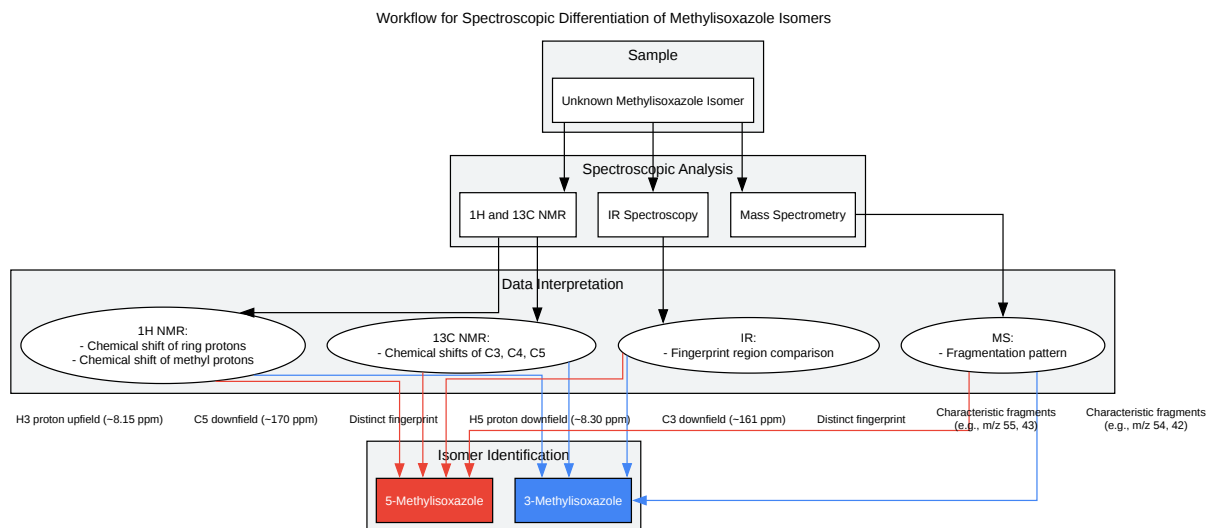 Workflow for Spectroscopic Differentiation of Methylisoxazole Isomers
Sample
Unknown Methylisoxazole Isomer
Spectroscopic Analysis
1H and 13C NMR
IR Spectroscopy
Mass Spectrometry
Data Interpretation
1H NMR:
- Chemical shift of ring protons
- Chemical shift of methyl protons
13C NMR:
- Chemical shifts of C3, C4, C5
IR:
- Fingerprint region comparison
MS:
- Fragmentation pattern
H3 proton upfield (~8.15 ppm)
C5 downfield (~170 ppm)
Distinct fingerprint
H5 proton downfield (~8.30 ppm)
C3 downfield (~161 ppm)
Distinct fingerprint
Characteristic fragments
(e.g., m/z 55, 43)
Characteristic fragments
(e.g., m/z 54, 42)
Isomer Identification
5-Methylisoxazole
3-Methylisoxazole